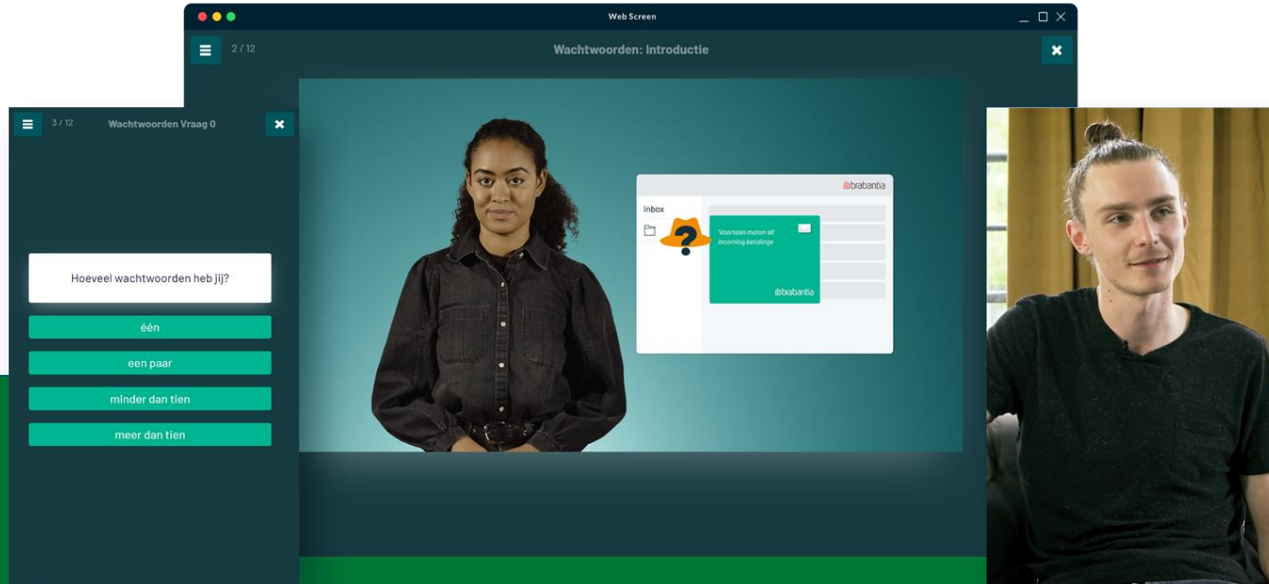 Web Screen
2 / 12
Wachtwoorden: Introductie
3 / 12
Wachtwoorden Vraag 0
Hoeveel wachtwoorden heb jij?
één
een paar
minder dan tien
meer dan tien
brabantia
Inbox
?
'Voortaan moton all
incoming betalinge
brabantia